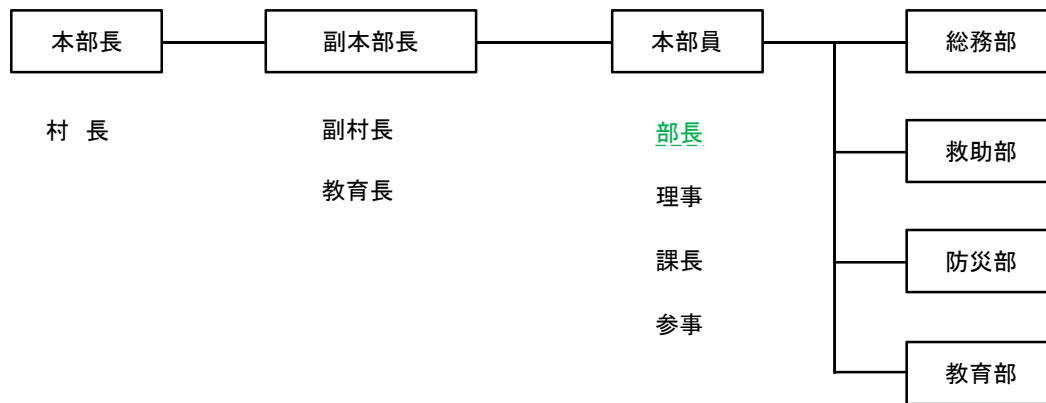 本部長 副本部長 本部員 総務部
村 長 副村長 部長 救助部
教育長 理事
課長 防災部
参事
教育部